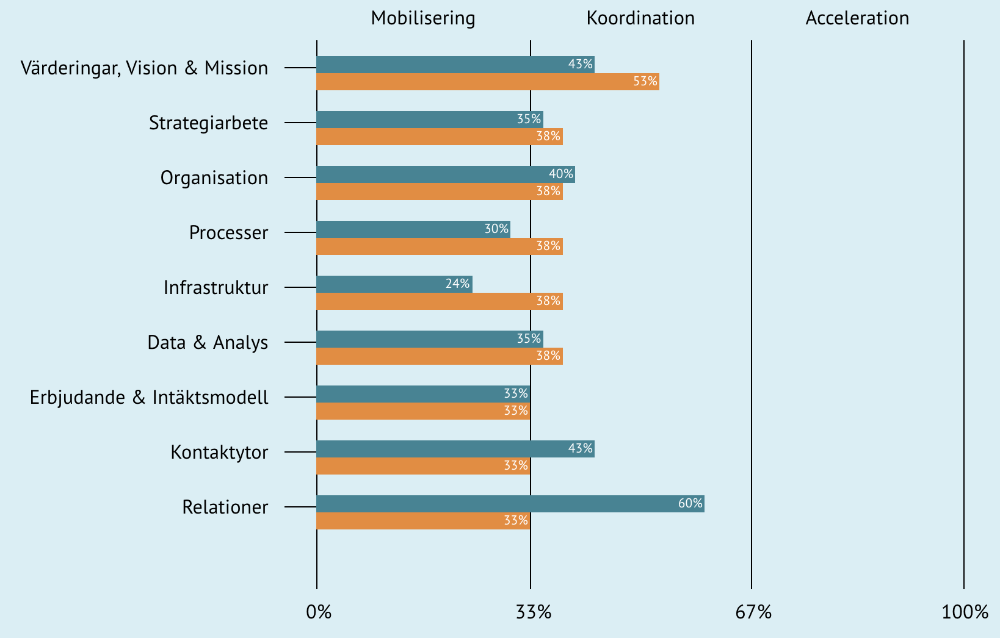 Mobilisering Koordination Acceleration
Värderingar, Vision & Mission 43%
53%
Strategiarbete 35%
38%
Organisation 40%
38%
Processer 30%
38%
Infrastruktur 24%
38%
Data & Analys 35%
38%
Erbjudande & Intäktsmodell 33%
33%
Kontaktytor 43%
33%
Relationer 60%
33%
0% 33% 67% 100%